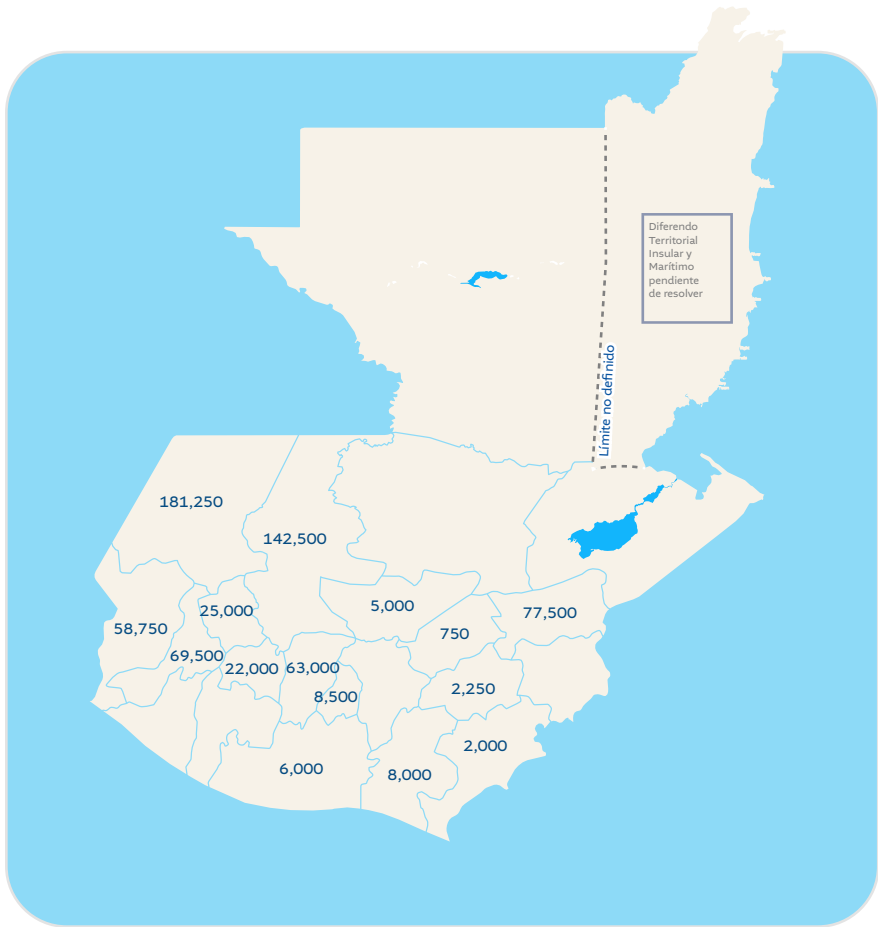 Diferendo
Territorial
Insular y
Marítimo
pendiente
de resolver
Límite no definido
181,250
142,500
5,000
25,000
77,500
58,750
750
69,500
22,000
63,000
2,250
8,500
2,000
6,000
8,000